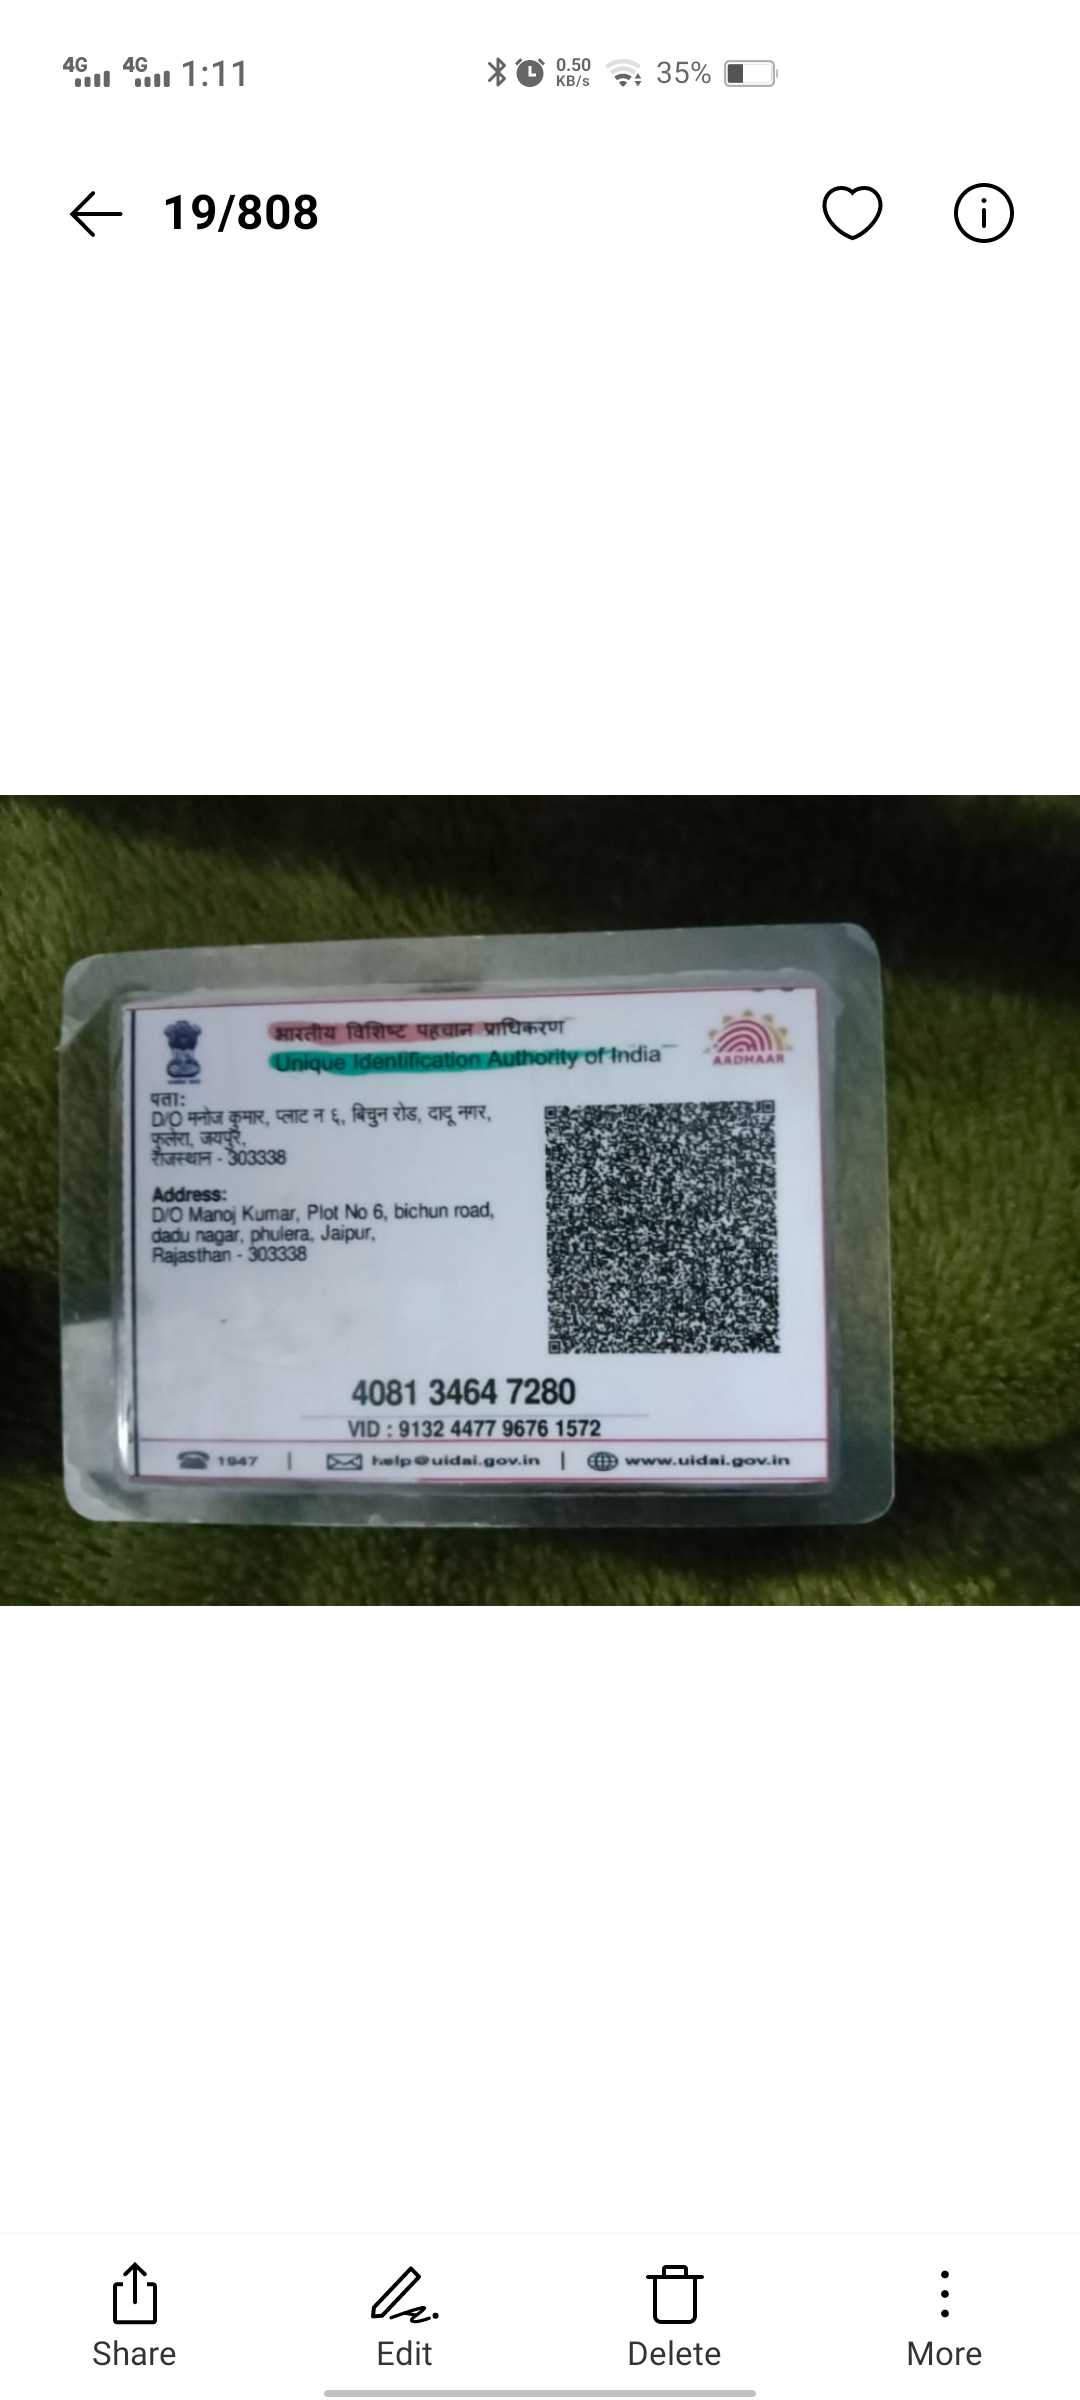 4G 4G 1:11 0.50 KB/s 35%
19/808
भारतीय विशिष्ट पहचान प्राधिकरण
Unique Identification Authority of India
AADHAAR
पता:
D/O मनोज कुमार, प्लाट न ६, बिचुन रोड, दादू नगर,
फुलेरा, जयपुर,
राजस्थान - 303338
Address:
D/O Manoj Kumar, Plot No 6, bichun road,
dadu nagar, phulera, Jaipur,
Rajasthan - 303338
4081 3464 7280
VID : 9132 4477 9676 1572
1947 | help@uidai.gov.in | www.uidai.gov.in
Share Edit Delete More